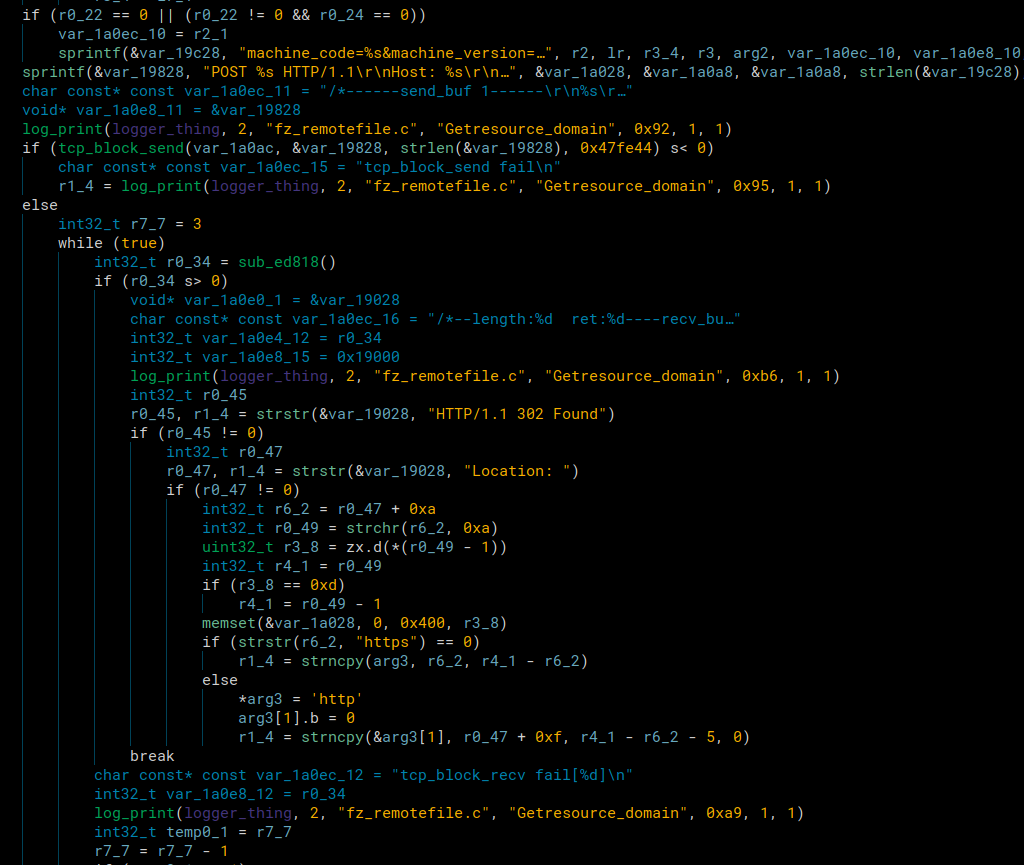 if (r0_22 == 0 || (r0_22 != 0 && r0_24 == 0))
    var_1a0ec_10 = r2_1
    sprintf(&var_19c28, "machine_code=%s&machine_version=…", r2, lr, r3_4, r3, arg2, var_1a0ec_10, var_1a0e8_10
sprintf(&var_19828, "POST %s HTTP/1.1\r\nHost: %s\r\n…", &var_1a028, &var_1a0a8, &var_1a0a8, strlen(&var_19c28)
char const* const var_1a0ec_11 = "/*------send_buf 1------\r\n%s\r…"
void* var_1a0e8_11 = &var_19828
log_print(logger_thing, 2, "fz_remotefile.c", "Getresource_domain", 0x92, 1, 1)
if (tcp_block_send(var_1a0ac, &var_19828, strlen(&var_19828), 0x47fe44) s< 0)
    char const* const var_1a0ec_15 = "tcp_block_send fail\n"
    r1_4 = log_print(logger_thing, 2, "fz_remotefile.c", "Getresource_domain", 0x95, 1, 1)
else
    int32_t r7_7 = 3
    while (true)
        int32_t r0_34 = sub_ed818()
        if (r0_34 s> 0)
            void* var_1a0e0_1 = &var_19028
            char const* const var_1a0ec_16 = "/*--length:%d  ret:%d----recv_bu…"
            int32_t var_1a0e4_12 = r0_34
            int32_t var_1a0e8_15 = 0x19000
            log_print(logger_thing, 2, "fz_remotefile.c", "Getresource_domain", 0xb6, 1, 1)
            int32_t r0_45
            r0_45, r1_4 = strstr(&var_19028, "HTTP/1.1 302 Found")
            if (r0_45 != 0)
                int32_t r0_47
                r0_47, r1_4 = strstr(&var_19028, "Location: ")
                if (r0_47 != 0)
                    int32_t r6_2 = r0_47 + 0xa
                    int32_t r0_49 = strchr(r6_2, 0xa)
                    uint32_t r3_8 = zx.d(*(r0_49 - 1))
                    int32_t r4_1 = r0_49
                    if (r3_8 == 0xd)
                        r4_1 = r0_49 - 1
                    memset(&var_1a028, 0, 0x400, r3_8)
                    if (strstr(r6_2, "https") == 0)
                        r1_4 = strncpy(arg3, r6_2, r4_1 - r6_2)
                    else
                        *arg3 = 'http'
                        arg3[1].b = 0
                        r1_4 = strncpy(&arg3[1], r0_47 + 0xf, r4_1 - r6_2 - 5, 0)
            break
        char const* const var_1a0ec_12 = "tcp_block_recv fail[%d]\n"
        int32_t var_1a0e8_12 = r0_34
        log_print(logger_thing, 2, "fz_remotefile.c", "Getresource_domain", 0xa9, 1, 1)
        int32_t temp0_1 = r7_7
        r7_7 = r7_7 - 1